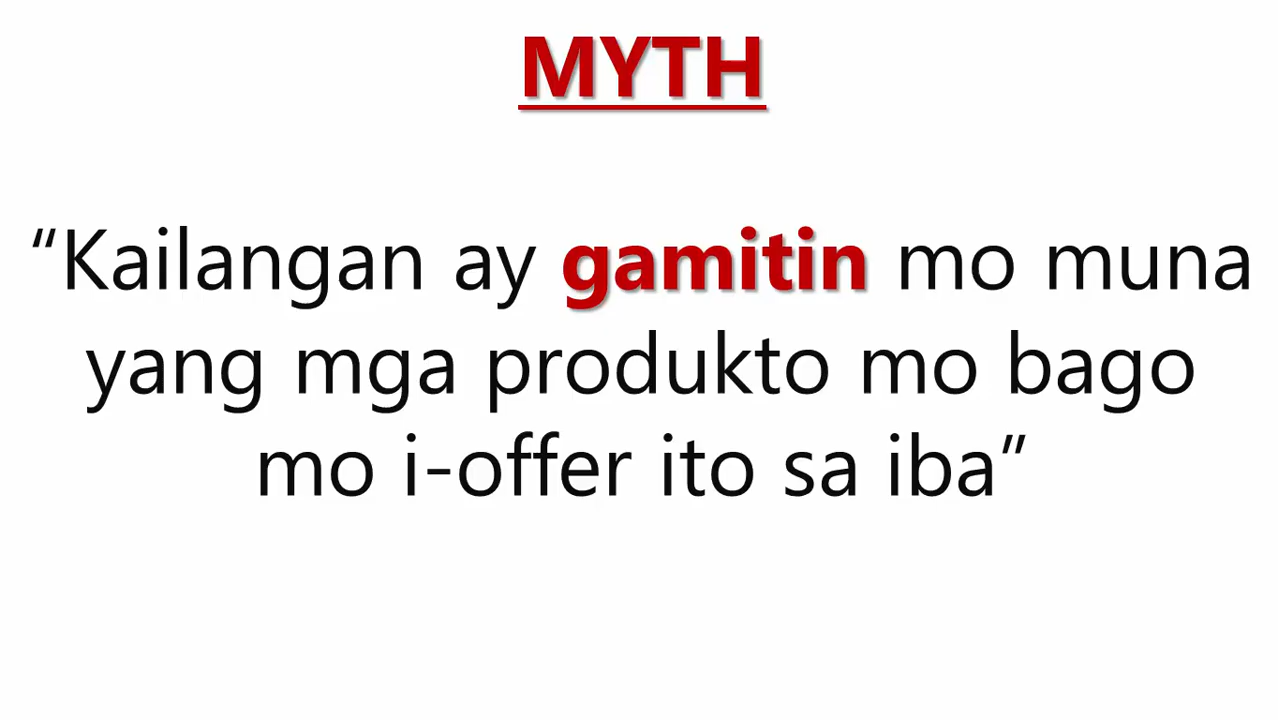 MYTH
“Kailangan ay gamitin mo muna
yang mga produkto mo bago
mo i-offer ito sa iba”